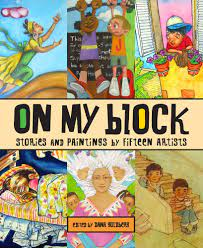 ON MY BLOCK
STORIES AND PAINTINGS BY FIFTEEN ARTISTS
EDITED BY DANA GOLDBERG